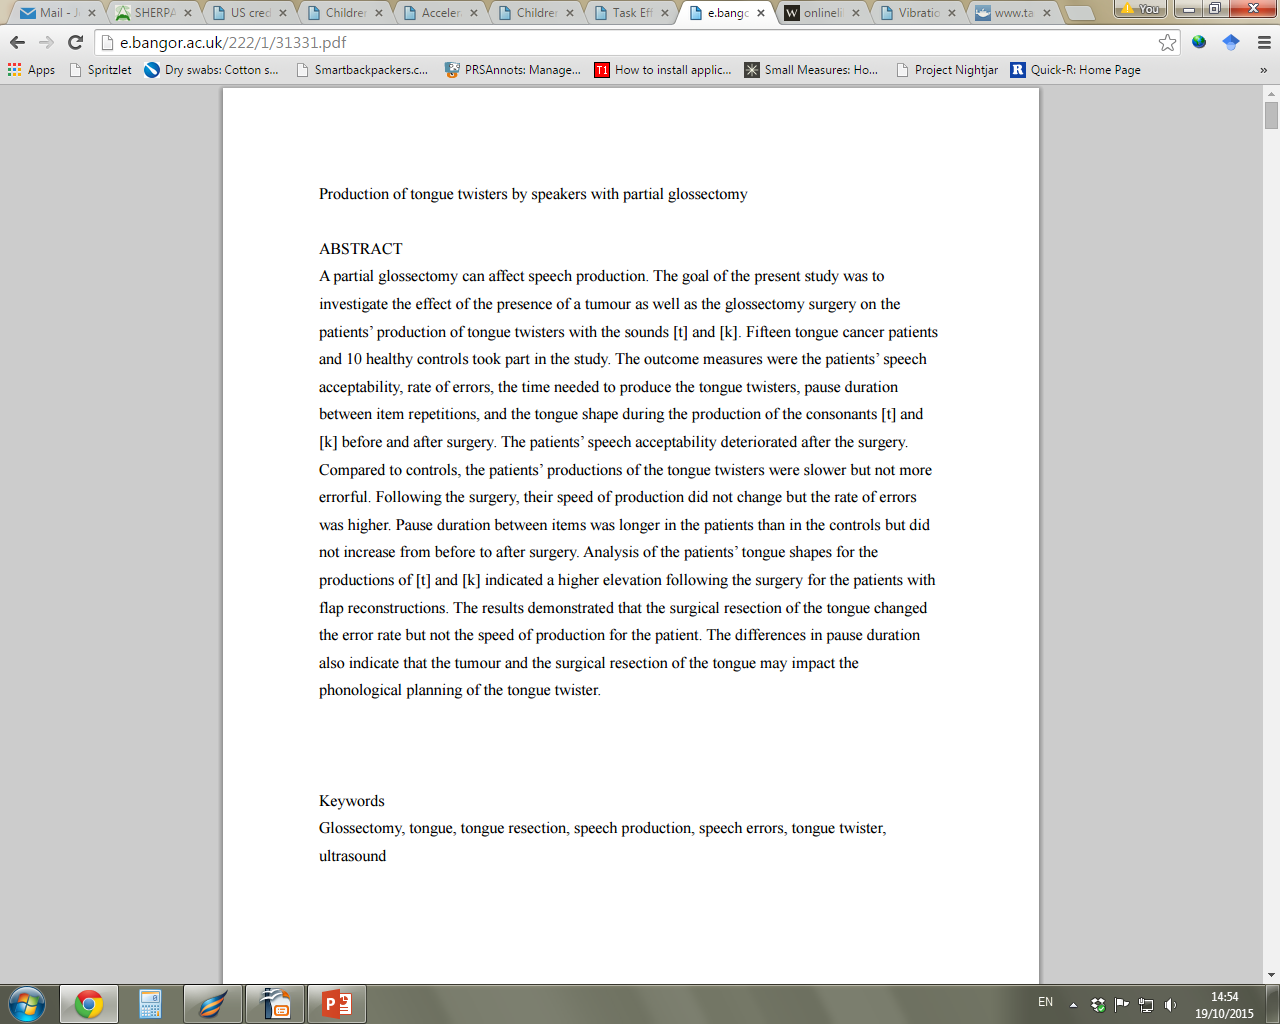 Mail - J
SHERPA
US cred
Children
Acceler
Children
Task Eff
e.bango
onlineli
Vibratio
www.ta
You
e.bangor.ac.uk/222/1/31331.pdf
Apps
Spritzlet
Dry swabs: Cotton s...
Smartbackpackers.c...
PRSAnnots: Manage...
How to install applic...
Small Measures: Ho...
Project Nightjar
Quick-R: Home Page
»
Production of tongue twisters by speakers with partial glossectomy
ABSTRACT
A partial glossectomy can affect speech production. The goal of the present study was to
investigate the effect of the presence of a tumour as well as the glossectomy surgery on the
patients’ production of tongue twisters with the sounds [t] and [k]. Fifteen tongue cancer patients
and 10 healthy controls took part in the study. The outcome measures were the patients’ speech
acceptability, rate of errors, the time needed to produce the tongue twisters, pause duration
between item repetitions, and the tongue shape during the production of the consonants [t] and
[k] before and after surgery. The patients’ speech acceptability deteriorated after the surgery.
Compared to controls, the patients’ productions of the tongue twisters were slower but not more
errorful. Following the surgery, their speed of production did not change but the rate of errors
was higher. Pause duration between items was longer in the patients than in the controls but did
not increase from before to after surgery. Analysis of the patients’ tongue shapes for the
productions of [t] and [k] indicated a higher elevation following the surgery for the patients with
flap reconstructions. The results demonstrated that the surgical resection of the tongue changed
the error rate but not the speed of production for the patient. The differences in pause duration
also indicate that the tumour and the surgical resection of the tongue may impact the
phonological planning of the tongue twister.
Keywords
Glossectomy, tongue, tongue resection, speech production, speech errors, tongue twister,
ultrasound
EN
14:54
19/10/2015